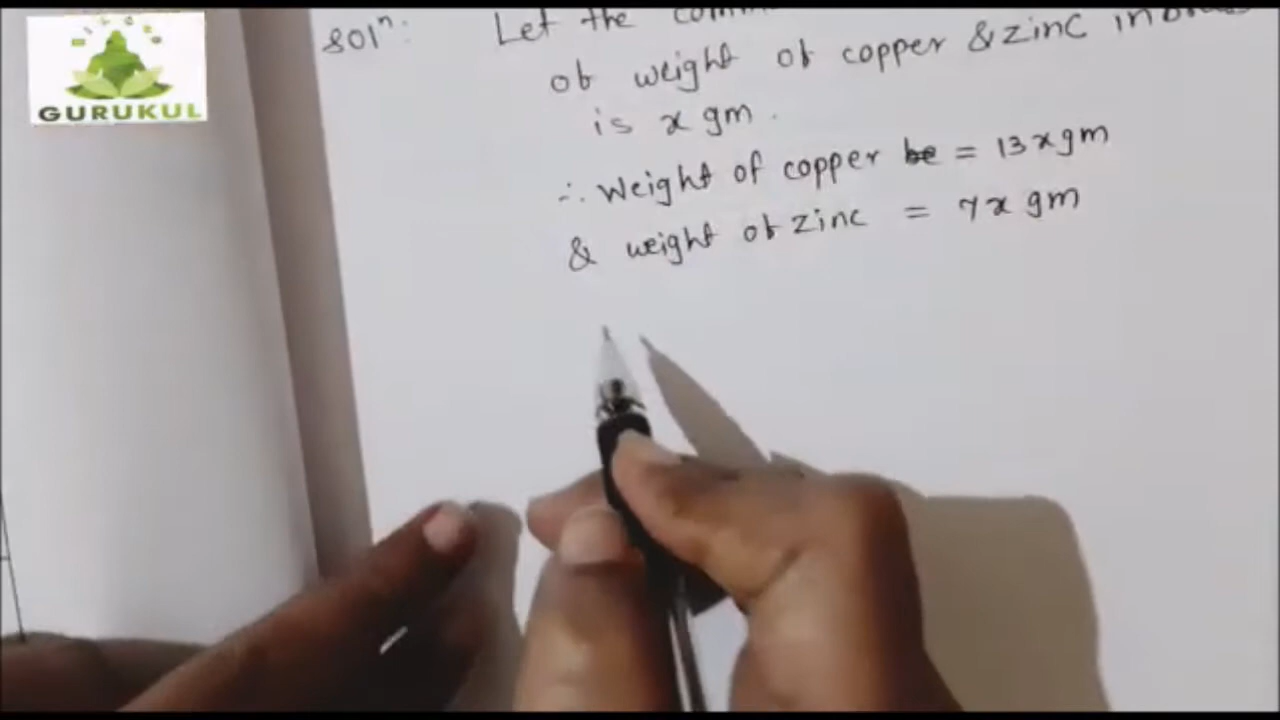 GURUKUL
Solⁿ: Let the
of weight of copper & zinc in
is x gm.
∴ Weight of copper be = 13x gm
& weight of zinc = 7x gm